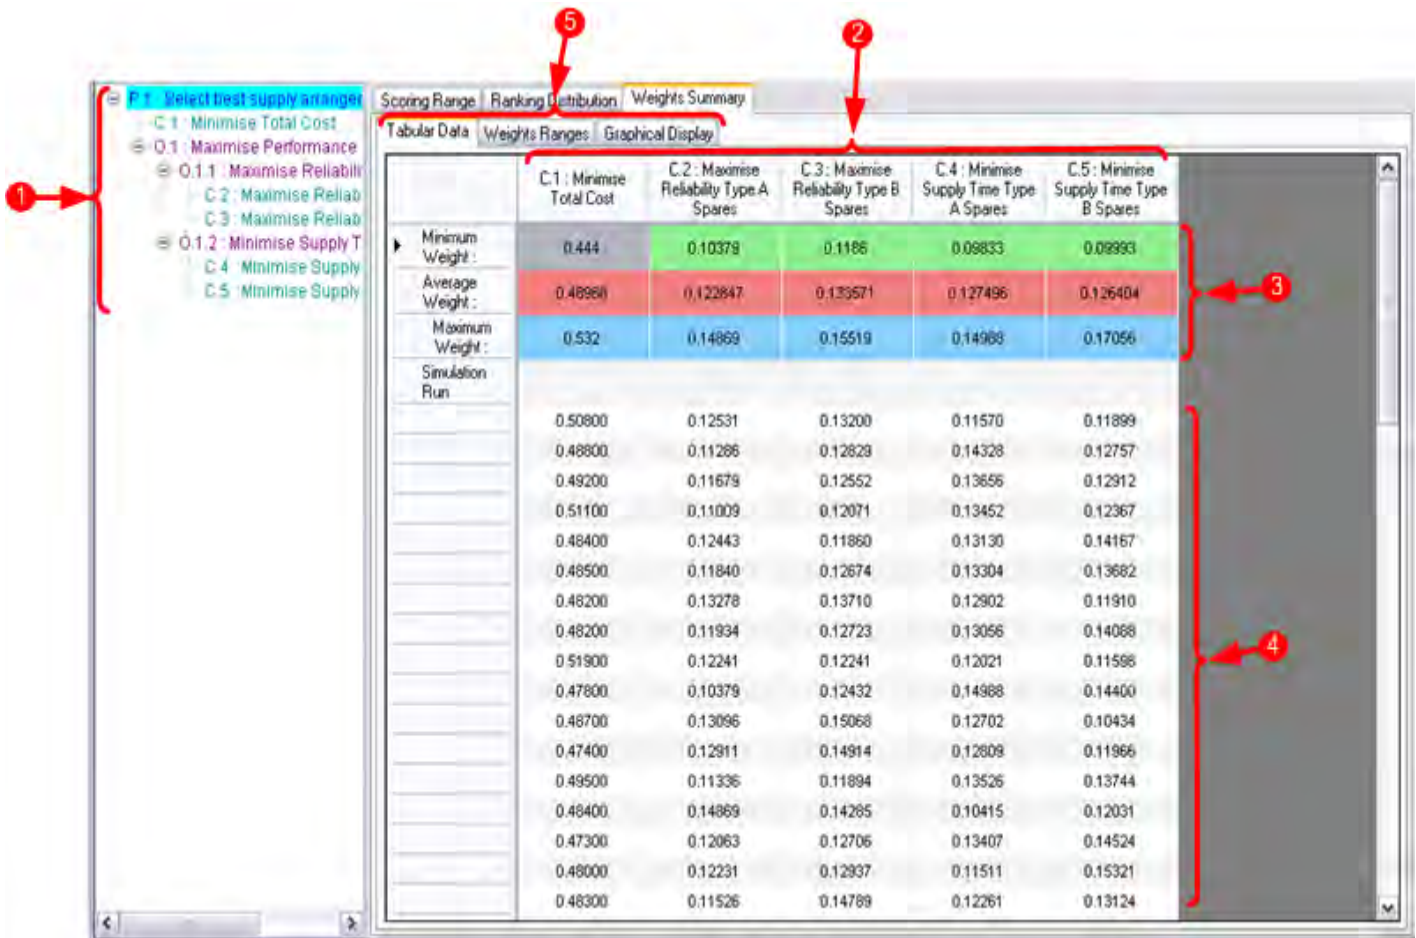 5
2
P.1 : Select best supply arranger
C.1 : Minimise Total Cost
O.1 : Maximise Performance
O.1.1 : Maximise Reliabili
C.2 : Maximise Reliab
C.3 : Maximise Reliab
O.1.2 : Minimise Supply T
C.4 : Minimise Supply
C.5 : Minimise Supply
1
Scoring Range Ranking Distribution Weights Summary
Tabular Data Weights Ranges Graphical Display
C.1 : Minimise
Total Cost
C.2 : Maximise
Reliability Type A
Spares
C.3 : Maximise
Reliability Type B
Spares
C.4 : Minimise
Supply Time Type
A Spares
C.5 : Minimise
Supply Time Type
B Spares
Minimum
Weight :
0.444 0.10379 0.1186 0.09833 0.09993
Average
Weight :
0.48968 0.122847 0.133571 0.127496 0.126404
Maximum
Weight :
0.532 0.14869 0.15519 0.14988 0.17056
3
Simulation
Run
0.50800 0.12531 0.13200 0.11570 0.11899
0.48800 0.11286 0.12829 0.14328 0.12757
0.49200 0.11679 0.12552 0.13656 0.12912
0.51100 0.11009 0.12071 0.13452 0.12367
0.48400 0.12443 0.11860 0.13130 0.14167
0.48500 0.11840 0.12674 0.13304 0.13682
0.48200 0.13278 0.13710 0.12902 0.11910
0.48200 0.11934 0.12723 0.13056 0.14088
0.51900 0.12241 0.12241 0.12021 0.11598
4
0.47800 0.10379 0.12432 0.14988 0.14400
0.48700 0.13096 0.15068 0.12702 0.10434
0.47400 0.12911 0.14914 0.12809 0.11966
0.49500 0.11336 0.11894 0.13526 0.13744
0.48400 0.14869 0.14285 0.10415 0.12031
0.47300 0.12063 0.12706 0.13407 0.14524
0.48000 0.12231 0.12937 0.11511 0.15321
0.48300 0.11526 0.14789 0.12261 0.13124